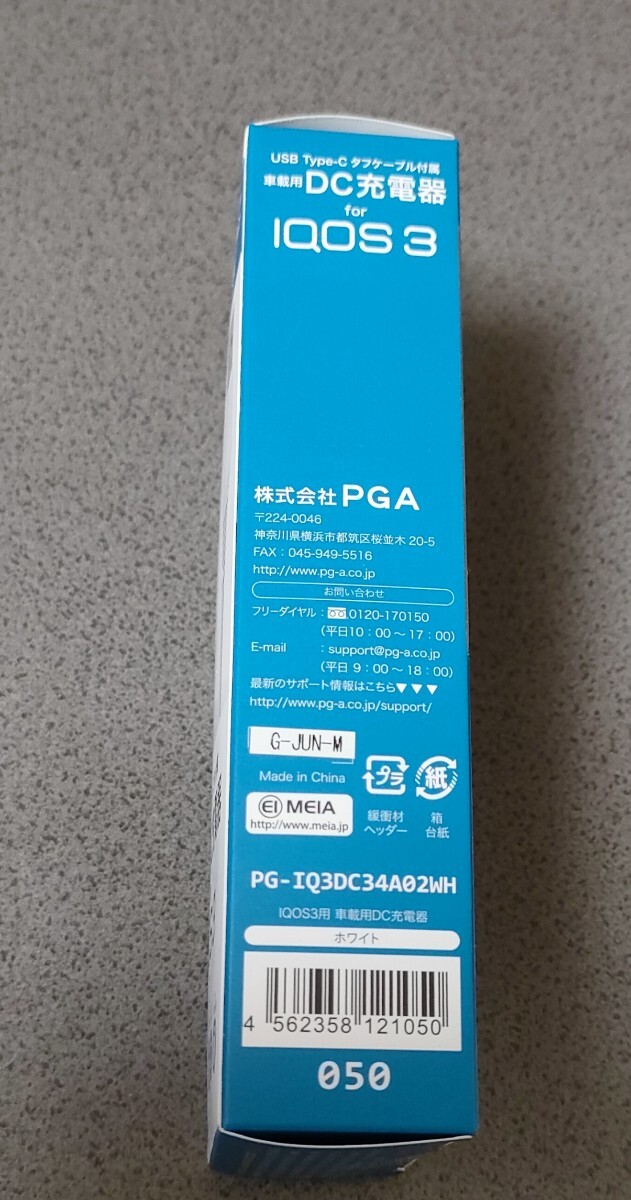 USB Type-C タフケーブル付属
車載用DC充電器
for
IQOS 3
株式会社PGA
〒224-0046
神奈川県横浜市都筑区桜並木 20-5
FAX : 045-949-5516
http://www.pg-a.co.jp
お問い合わせ
フリーダイヤル : 0120-170150
(平日10 : 00 ～ 17 : 00)
E-mail : support@pg-a.co.jp
(平日 9 : 00 ～ 18 : 00)
最新のサポート情報はこちら▼▼▼
http://www.pg-a.co.jp/support/
G-JUN-M
Made in China
EI MEIA
http://www.meia.jp
プラ
緩衝材
ヘッダー
紙
箱
台紙
PG-IQ3DC34A02WH
IQOS3用 車載用DC充電器
ホワイト
4 562358 121050
050